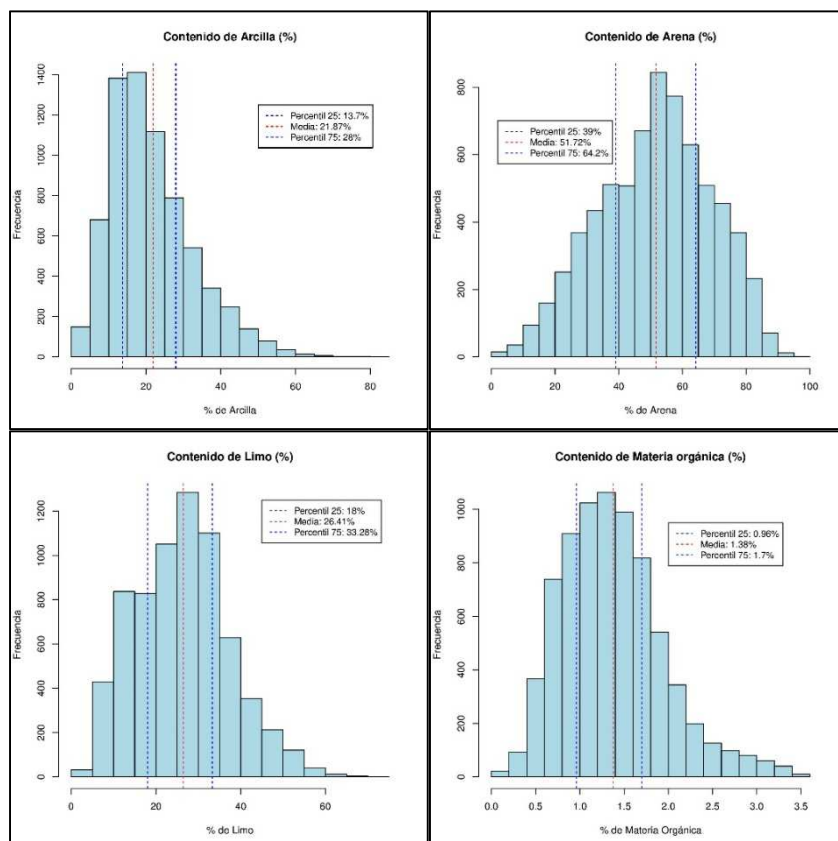 Contenido de Arcilla (%)
Frecuencia
0 200 400 600 800 1000 1200 1400
Percentil 25: 13.7%
Media: 21.87%
Percentil 75: 28%
0 20 40 60 80
% de Arcilla
Contenido de Arena (%)
Frecuencia
0 200 400 600 800
Percentil 25: 39%
Media: 51.72%
Percentil 75: 64.2%
0 20 40 60 80 100
% de Arena
Contenido de Limo (%)
Frecuencia
0 200 400 600 800 1000 1200
Percentil 25: 18%
Media: 26.41%
Percentil 75: 33.28%
0 20 40 60
% de Limo
Contenido de Materia orgánica (%)
Frecuencia
0 200 400 600 800 1000
Percentil 25: 0.96%
Media: 1.38%
Percentil 75: 1.7%
0.0 0.5 1.0 1.5 2.0 2.5 3.0 3.5
% de Materia Orgánica